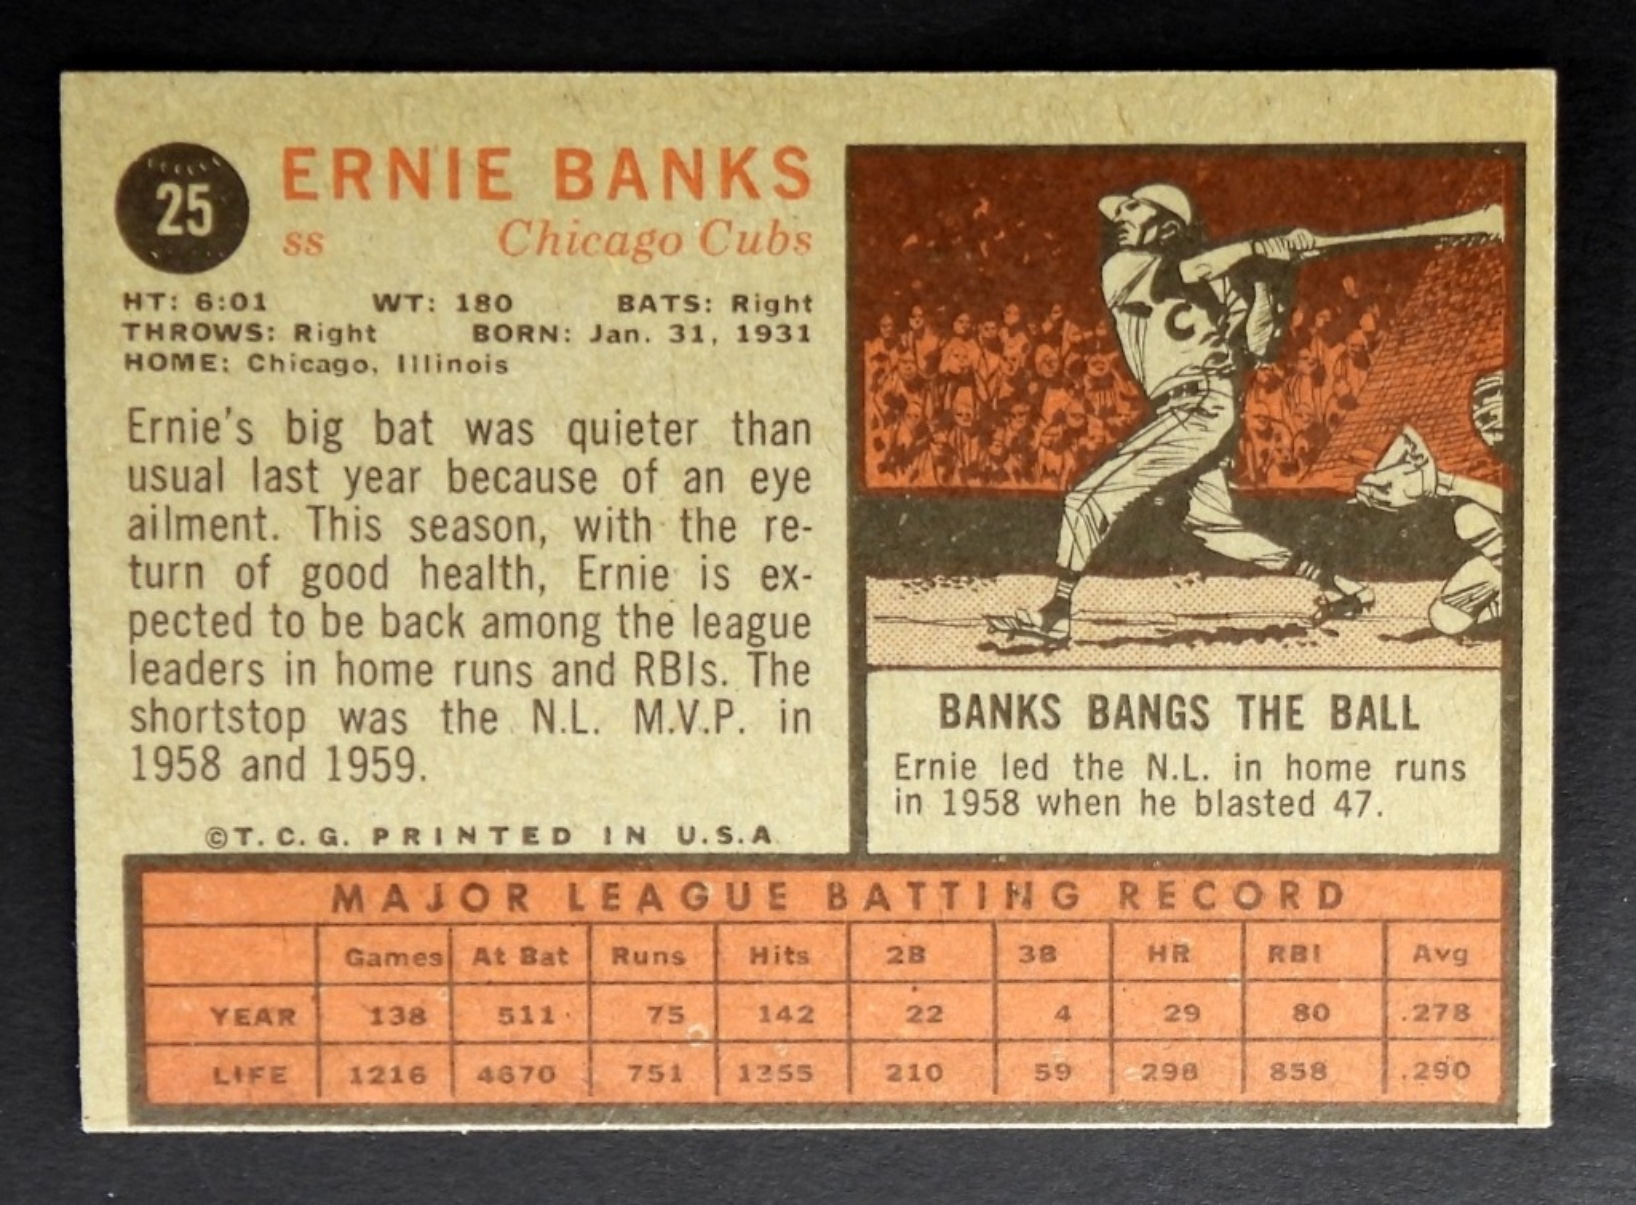 25
ERNIE BANKS
ss Chicago Cubs
HT: 6:01 WT: 180 BATS: Right
THROWS: Right BORN: Jan. 31, 1931
HOME: Chicago, Illinois
Ernie's big bat was quieter than
usual last year because of an eye
ailment. This season, with the re-
turn of good health, Ernie is ex-
pected to be back among the league
leaders in home runs and RBIs. The
shortstop was the N.L. M.V.P. in
1958 and 1959.
©T.C.G. PRINTED IN U.S.A.
C
BANKS BANGS THE BALL
Ernie led the N.L. in home runs
in 1958 when he blasted 47.
MAJOR LEAGUE BATTING RECORD
Games At Bat Runs Hits 2B 3B HR RBI Avg
YEAR 138 511 75 142 22 4 29 80 .278
LIFE 1216 4670 751 1355 210 59 298 858 .290